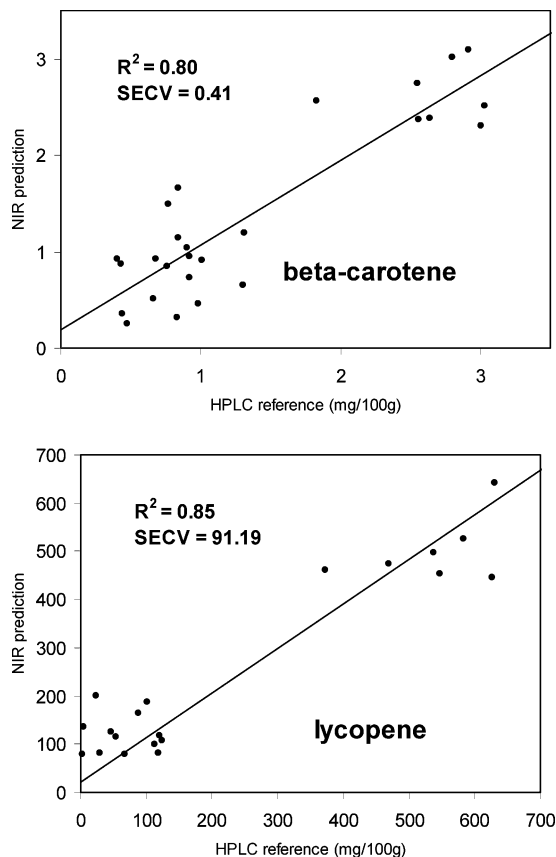 3
R² = 0.80
SECV = 0.41
2
NIR prediction
1
beta-carotene
0
0 1 2 3
HPLC reference (mg/100g)
700
600
R² = 0.85
SECV = 91.19
500
400
NIR prediction
300
200
lycopene
100
0
0 100 200 300 400 500 600 700
HPLC reference (mg/100g)